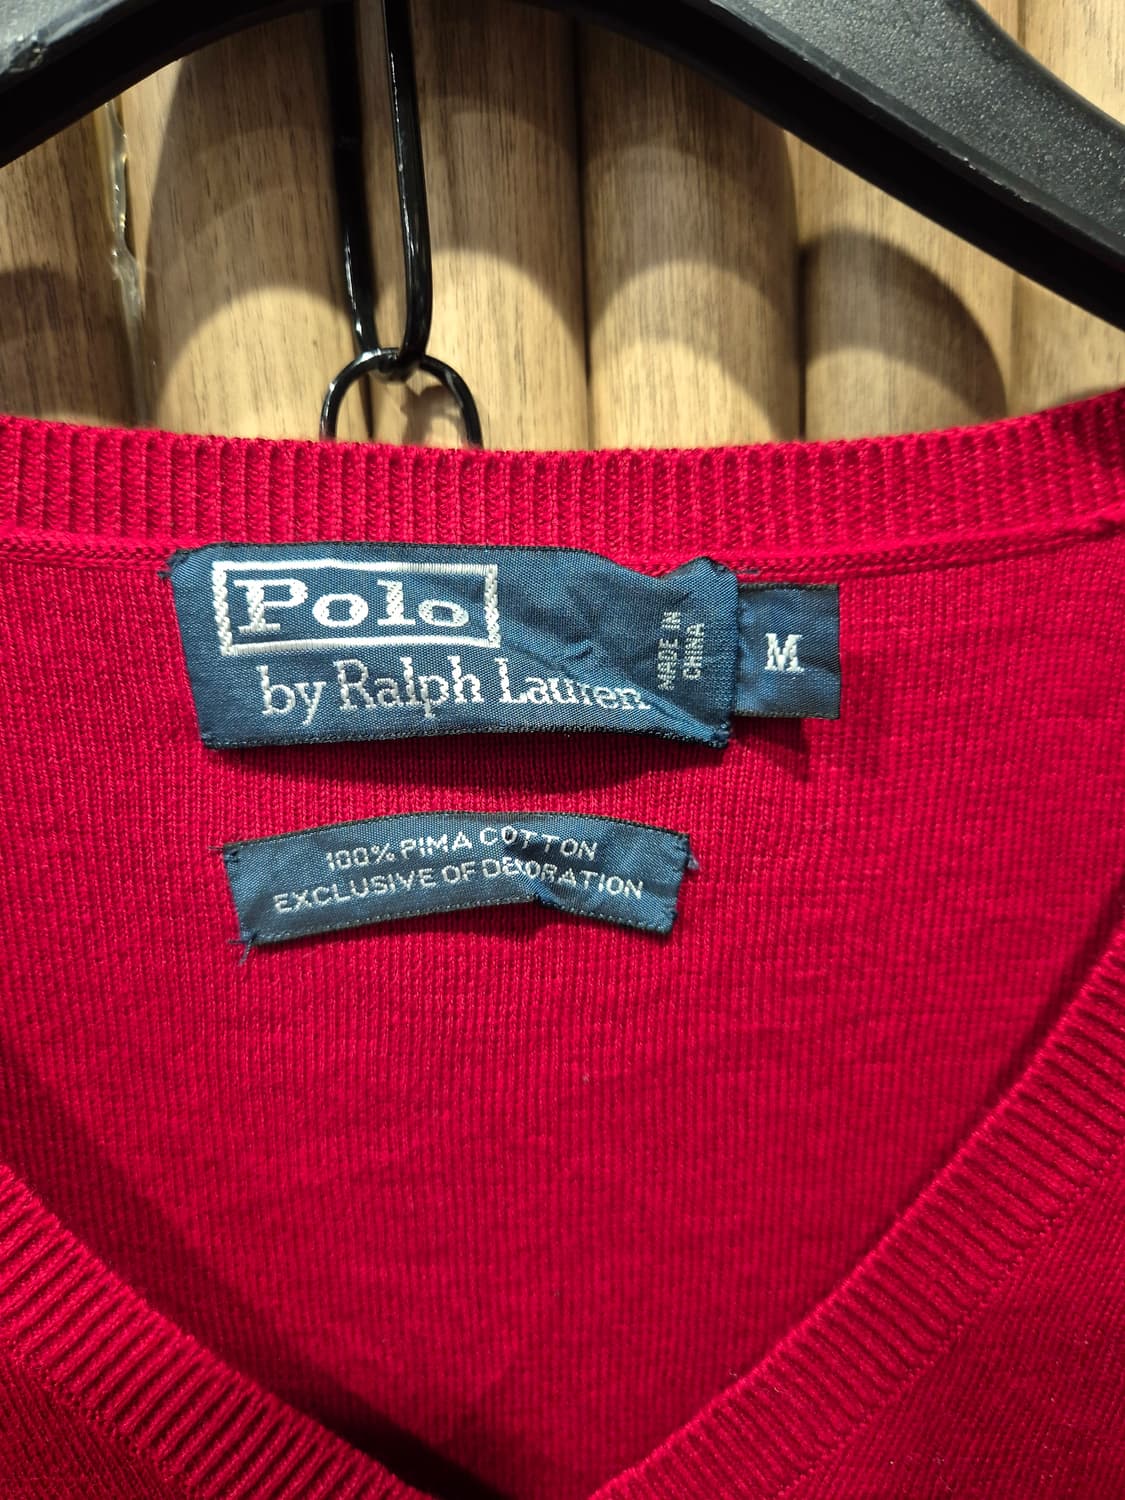 Polo
by Ralph Lauren
MADE IN
CHINA
M
100% PIMA COTTON
EXCLUSIVE OF DECORATION